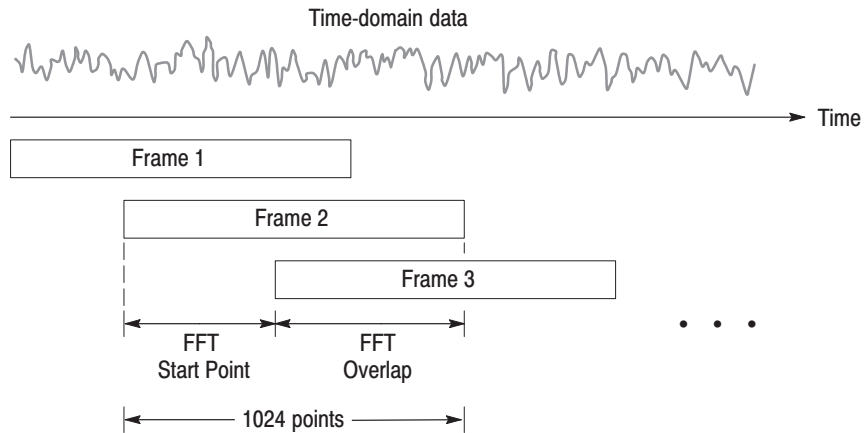 Time-domain data
Time
Frame 1
Frame 2
Frame 3
FFT
Start Point
FFT
Overlap
1024 points